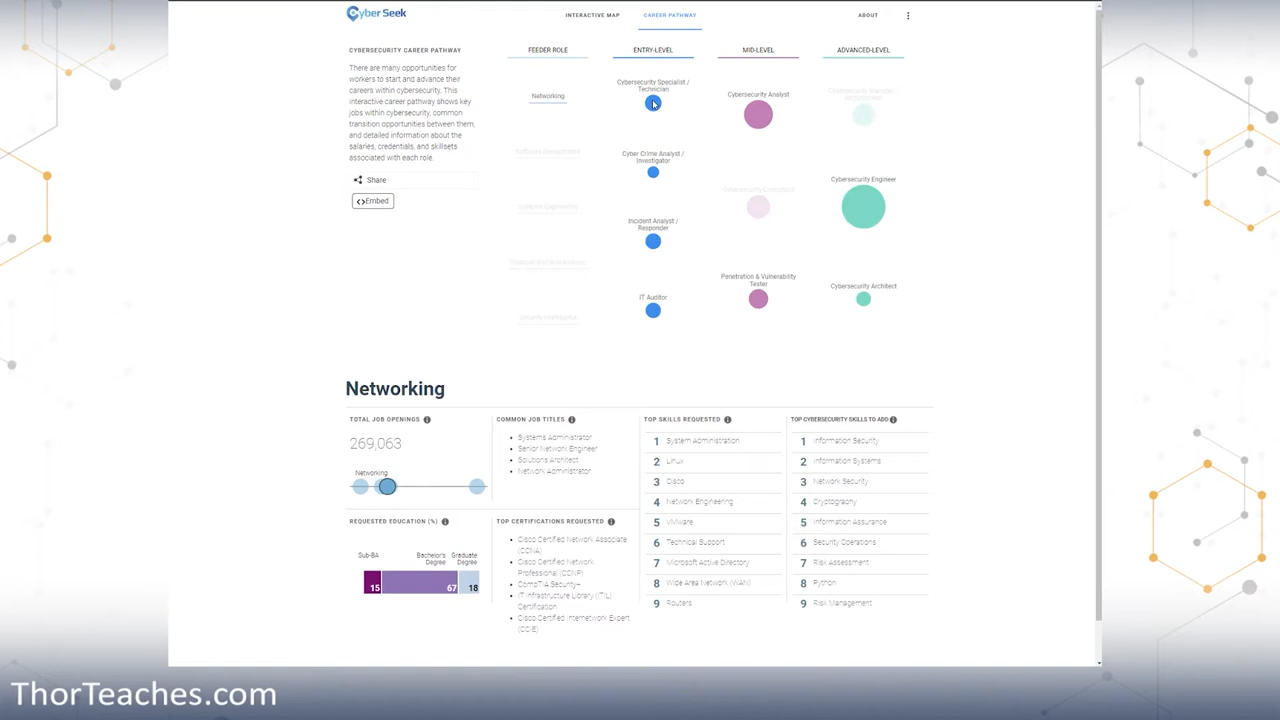 Cyber Seek
INTERACTIVE MAP
CAREER PATHWAY
ABOUT
CYBERSECURITY CAREER PATHWAY
There are many opportunities for
workers to start and advance their
careers within cybersecurity. This
interactive career pathway shows key
jobs within cybersecurity, common
transition opportunities between them,
and detailed information about the
salaries, credentials, and skillsets
associated with each role.
Share
Embed
FEEDER ROLE
ENTRY-LEVEL
MID-LEVEL
ADVANCED-LEVEL
Networking
Cybersecurity Specialist /
Technician
Cyber Crime Analyst /
Investigator
Incident Analyst /
Responder
IT Auditor
Cybersecurity Analyst
Penetration & Vulnerability
Tester
Cybersecurity Engineer
Cybersecurity Architect
Networking
TOTAL JOB OPENINGS
269,063
Networking
COMMON JOB TITLES
Systems Administrator
Senior Network Engineer
Solutions Architect
Network Administrator
REQUESTED EDUCATION (%)
Sub-BA
Bachelor's
Degree
Graduate
Degree
15
67
18
TOP CERTIFICATIONS REQUESTED
Cisco Certified Network Associate
(CCNA)
Cisco Certified Network
Professional (CCNP)
CompTIA Security+
IT Infrastructure Library (ITIL)
Certification
Cisco Certified Internetwork Expert
(CCIE)
TOP SKILLS REQUESTED
1 System Administration
2 Linux
3 Cisco
4 Network Engineering
5 VMware
6 Technical Support
7 Microsoft Active Directory
8 Wide Area Network (WAN)
9 Routers
TOP CYBERSECURITY SKILLS TO ADD
1 Information Security
2 Information Systems
3 Network Security
4 Cryptography
5 Information Assurance
6 Security Operations
7 Risk Assessment
8 Python
9 Risk Management
ThorTeaches.com